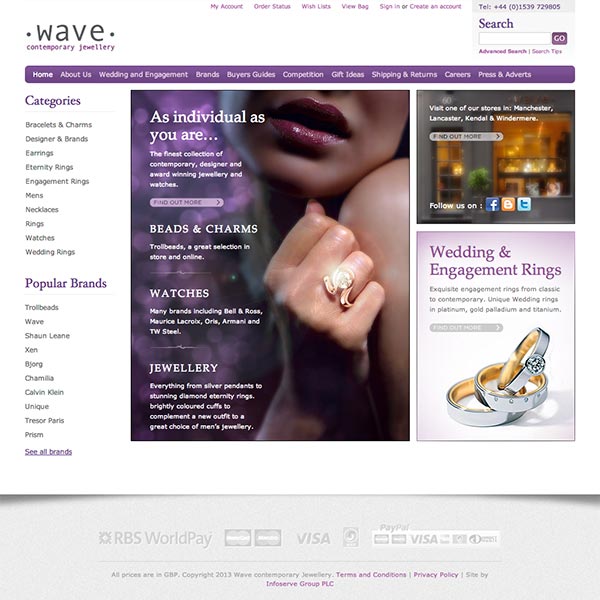 My Account Order Status Wish Lists View Bag Sign in or Create an account Tel: +44 (0)1539 729805
·wave·
contemporary jewellery
Search
GO
Advanced Search | Search Tips
Home About Us Wedding and Engagement Brands Buyers Guides Competition Gift Ideas Shipping & Returns Careers Press & Adverts
Categories
Bracelets & Charms
Designer & Brands
Earrings
Eternity Rings
Engagement Rings
Mens
Necklaces
Rings
Watches
Wedding Rings
Popular Brands
Trollbeads
Wave
Shaun Leane
Xen
Bjorg
Chamilia
Calvin Klein
Unique
Tresor Paris
Prism
See all brands
As individual as
you are...
The finest collection of
contemporary, designer and
award winning jewellery and
watches.
FIND OUT MORE
BEADS & CHARMS
Trollbeads, a great selection in
store and online.
WATCHES
Many brands including Bell & Ross,
Maurice Lacroix, Oris, Armani and
TW Steel.
JEWELLERY
Everything from silver pendants to
stunning diamond eternity rings.
brightly coloured cuffs to
complement a new outfit to a
great choice of men's jewellery.
Visit one of our stores in: Manchester,
Lancaster, Kendal & Windermere.
FIND OUT MORE
Follow us on :
Wedding &
Engagement Rings
Exquisite engagement rings from classic
to contemporary. Unique Wedding rings
in platinum, gold palladium and titanium.
FIND OUT MORE
RBS WorldPay VISA PayPal VISA
All prices are in GBP. Copyright 2013 Wave contemporary Jewellery. Terms and Conditions | Privacy Policy | Site by
Infoserve Group PLC